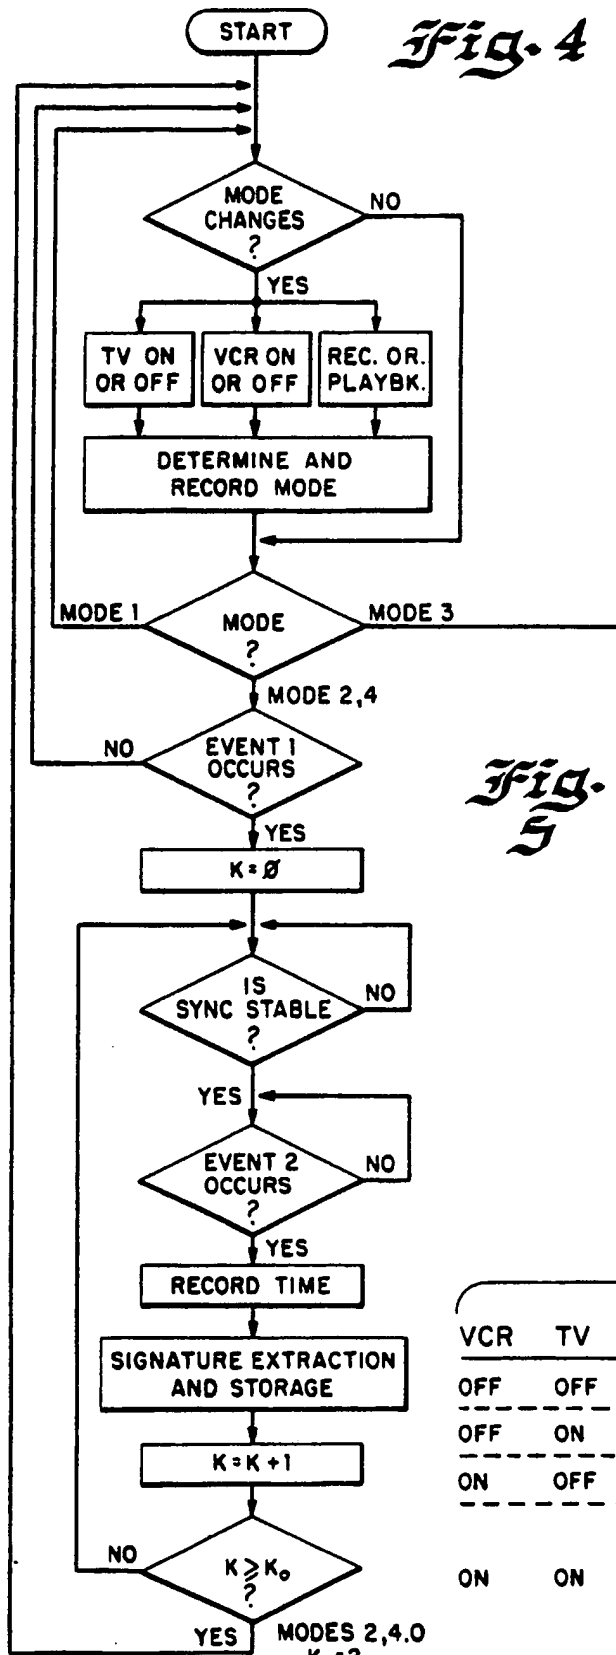 START
Fig. 4
MODE
CHANGES
?
NO
YES
TV ON
OR OFF
VCR ON
OR OFF
REC. OR.
PLAYBK.
DETERMINE AND
RECORD MODE
MODE 1
MODE
?
MODE 3
MODE 2,4
NO
EVENT 1
OCCURS
?
Fig.
5
YES
K = Ø
IS
SYNC STABLE
?
NO
YES
EVENT 2
OCCURS
?
NO
YES
RECORD TIME
SIGNATURE EXTRACTION
AND STORAGE
K = K + 1
VCR TV
OFF OFF
OFF ON
ON OFF
ON ON
NO
K ⩾ K₀
?
YES
MODES 2,4.0